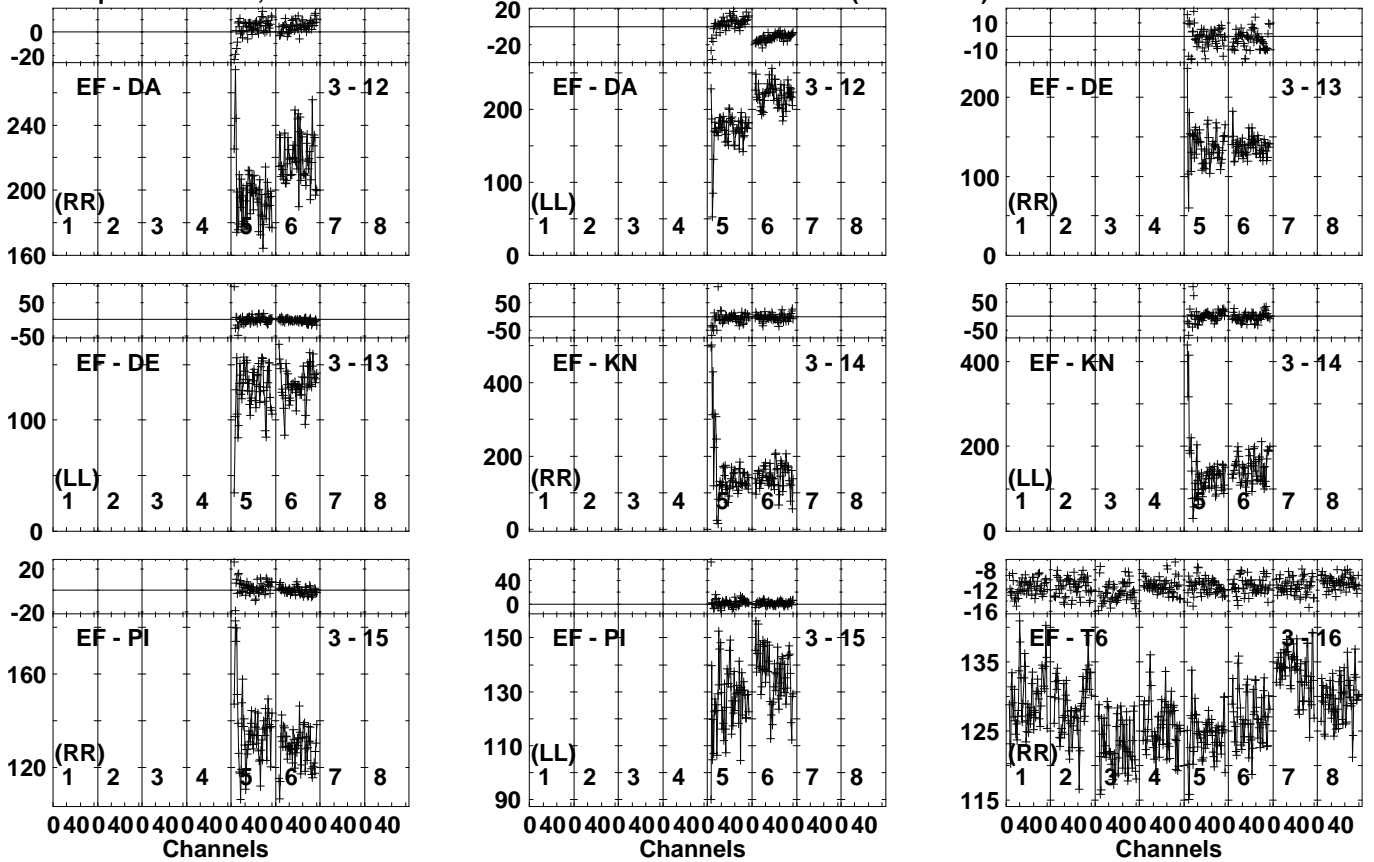 0
-20
20
-20
10
-10
EF - DA 3 - 12
EF - DA 3 - 12
EF - DE 3 - 13
240
200
160
200
100
0
200
100
0
(RR)
(LL)
(RR)
1 2 3 4 5 6 7 8
1 2 3 4 5 6 7 8
1 2 3 4 5 6 7 8
50
-50
50
-50
50
-50
EF - DE 3 - 13
EF - KN 3 - 14
EF - KN 3 - 14
100
0
400
200
0
400
200
0
(LL)
(RR)
(LL)
1 2 3 4 5 6 7 8
1 2 3 4 5 6 7 8
1 2 3 4 5 6 7 8
20
-20
40
0
-8
-12
-16
EF - PI 3 - 15
EF - PI 3 - 15
EF - T6 3 - 16
160
120
150
130
110
90
135
125
115
(RR)
(LL)
(RR)
1 2 3 4 5 6 7 8
1 2 3 4 5 6 7 8
1 2 3 4 5 6 7 8
0 40 0 40 0 40 0 40 0 40 0 40 0 40 0 40
0 40 0 40 0 40 0 40 0 40 0 40 0 40 0 40
0 40 0 40 0 40 0 40 0 40 0 40 0 40 0 40
Channels
Channels
Channels